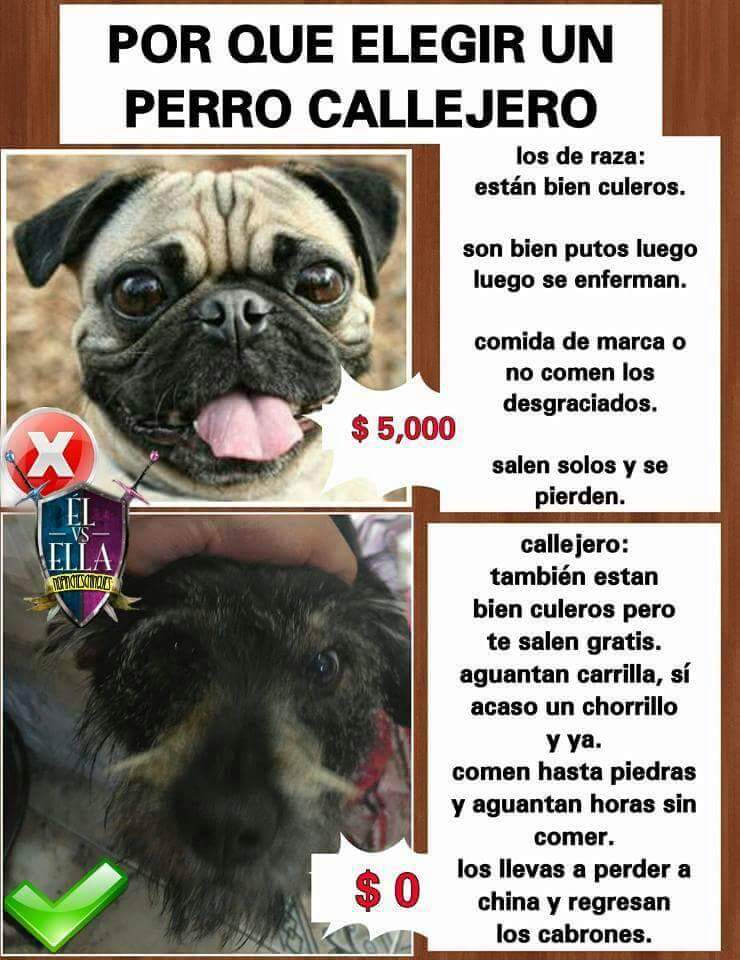 POR QUE ELEGIR UN
PERRO CALLEJERO
los de raza:
están bien culeros.
son bien putos luego
luego se enferman.
comida de marca o
no comen los
desgraciados.
salen solos y se
pierden.
$ 5,000
X
ÉL
VS
ELLA
callejero:
también estan
bien culeros pero
te salen gratis.
aguantan carrilla, sí
acaso un chorrillo
y ya.
comen hasta piedras
y aguantan horas sin
comer.
los llevas a perder a
china y regresan
los cabrones.
$ 0